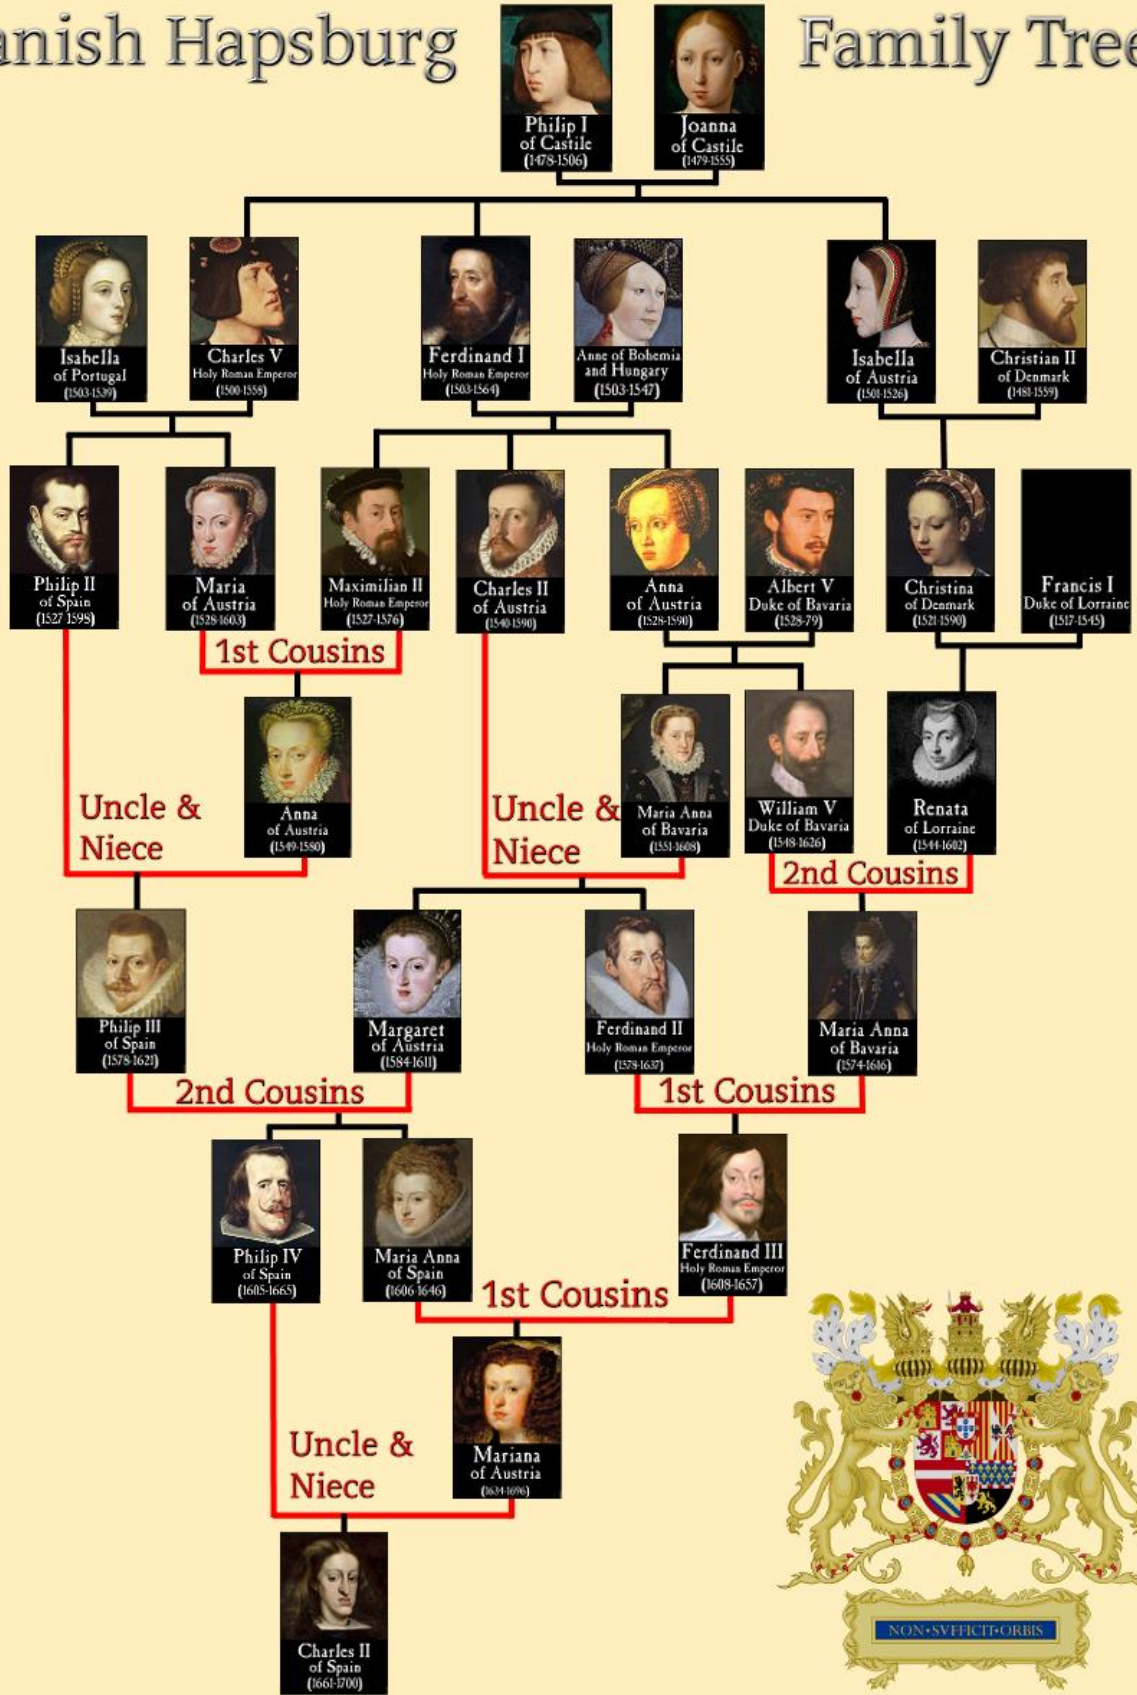 anish Hapsburg Family Tree
Philip I
of Castile
(1478-1506)
Joanna
of Castile
(1479-1555)
Isabella
of Portugal
(1503-1539)
Charles V
Holy Roman Emperor
(1500-1558)
Ferdinand I
Holy Roman Emperor
(1503-1564)
Anne of Bohemia
and Hungary
(1503-1547)
Isabella
of Austria
(1501-1526)
Christian II
of Denmark
(1481-1559)
Philip II
of Spain
(1527-1598)
Maria
of Austria
(1528-1603)
Maximilian II
Holy Roman Emperor
(1527-1576)
Charles II
of Austria
(1540-1590)
Anna
of Austria
(1528-1590)
Albert V
Duke of Bavaria
(1528-79)
Christina
of Denmark
(1521-1590)
Francis I
Duke of Lorraine
(1517-1545)
1st Cousins
Anna
of Austria
(1549-1580)
Uncle &
Niece
Uncle &
Niece
Maria Anna
of Bavaria
(1551-1608)
William V
Duke of Bavaria
(1548-1626)
Renata
of Lorraine
(1544-1602)
2nd Cousins
Philip III
of Spain
(1578-1621)
Margaret
of Austria
(1584-1611)
Ferdinand II
Holy Roman Emperor
(1578-1637)
Maria Anna
of Bavaria
(1574-1616)
2nd Cousins
1st Cousins
Philip IV
of Spain
(1605-1665)
Maria Anna
of Spain
(1606-1646)
Ferdinand III
Holy Roman Emperor
(1608-1657)
1st Cousins
Mariana
of Austria
(1634-1696)
Uncle &
Niece
Charles II
of Spain
(1661-1700)
NON•SVFFICIT•ORBIS